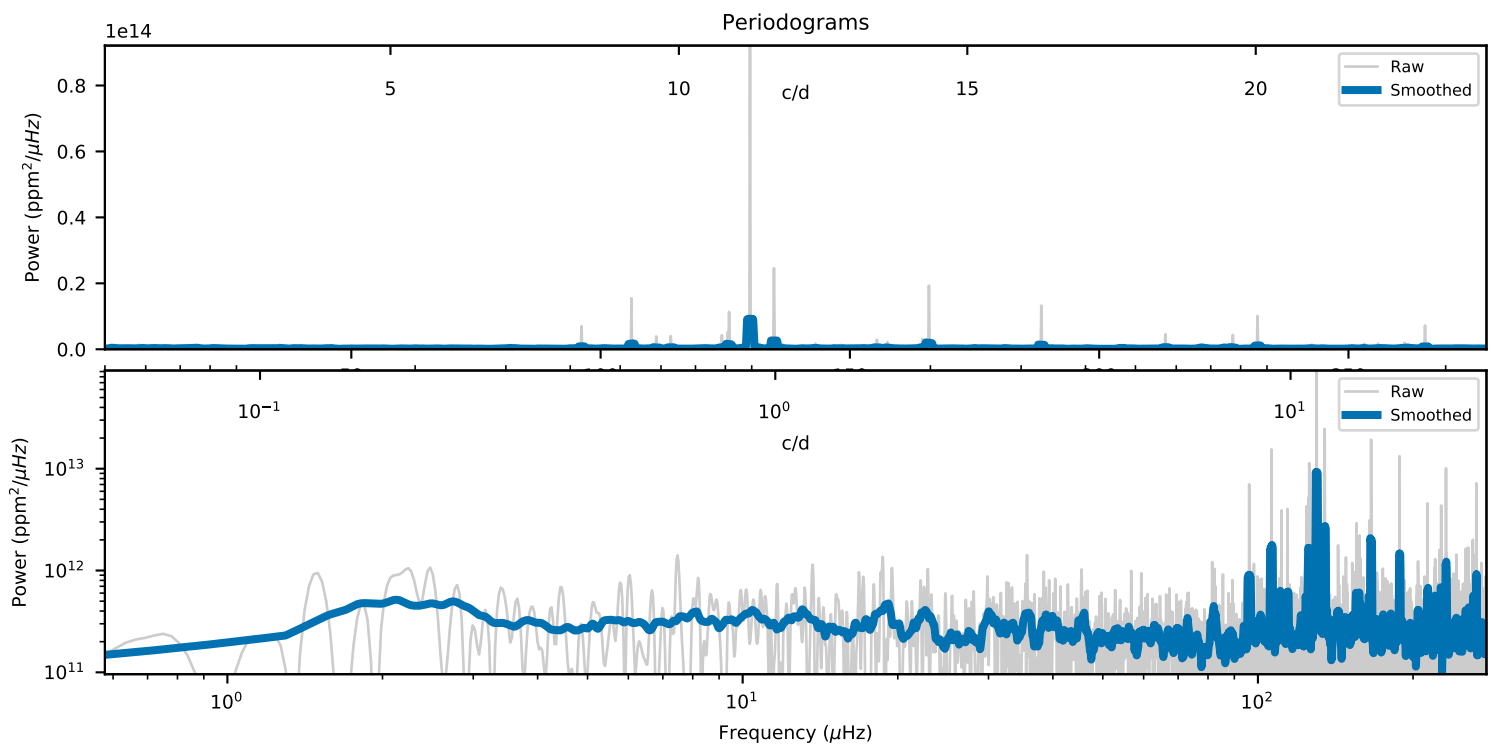 Periodograms
1e14
5 10 15 20
c/d
Raw
Smoothed
0.8
0.6
0.4
0.2
0.0
Power (ppm²/μHz)
10⁻¹ 10⁰ 10¹
c/d
Raw
Smoothed
10¹³
10¹²
10¹¹
Power (ppm²/μHz)
10⁰ 10¹ 10²
Frequency (μHz)